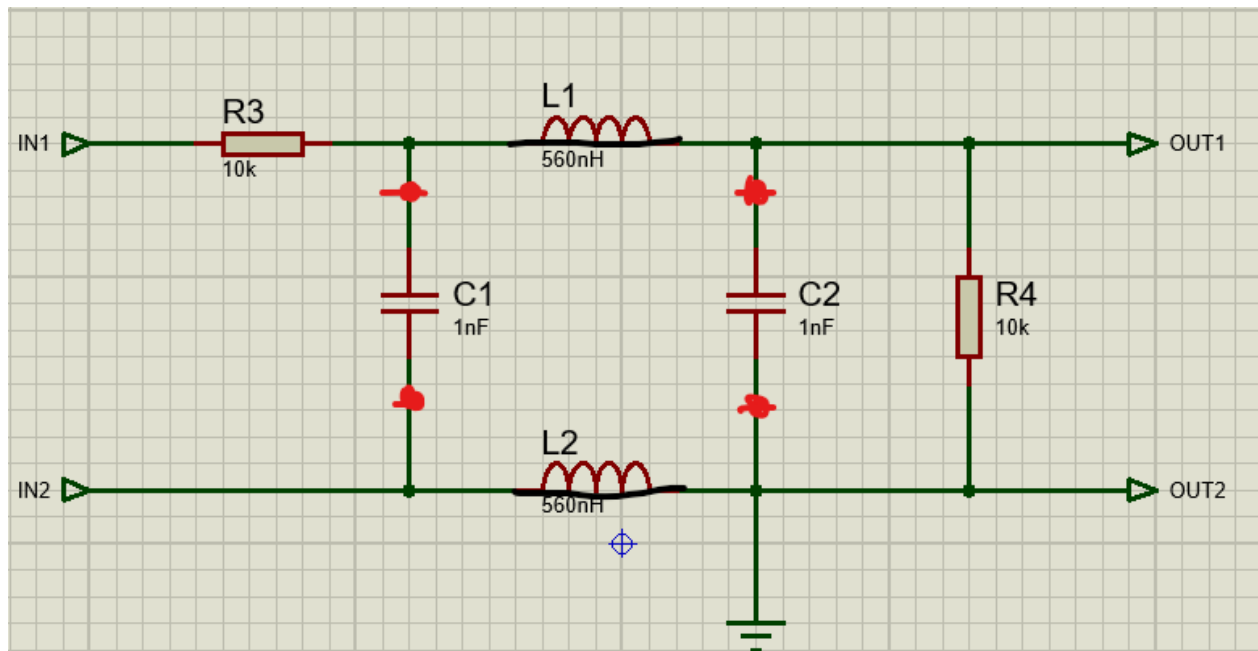 L1
R3
IN1
OUT1
10k
560nH
C1
1nF
C2
1nF
R4
10k
L2
IN2
OUT2
560nH